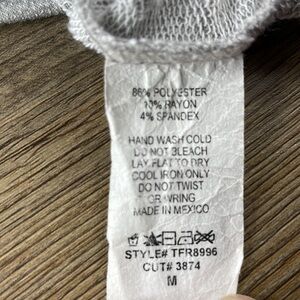 86% POLYESTER
10% RAYON
4% SPANDEX
HAND WASH COLD
DO NOT BLEACH
LAY FLAT TO DRY
COOL IRON ONLY
DO NOT TWIST
OR WRING
MADE IN MEXICO
STYLE# TFR8996
CUT# 3874
M